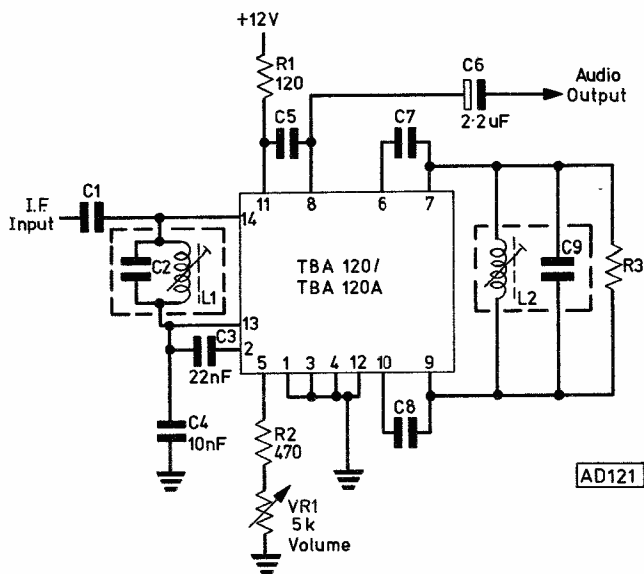 +12V
R1
120
C5
C6
2·2uF
Audio
Output
C7
11
8
6
7
I.F.
Input
C1
14
C2
L1
TBA 120/
TBA 120A
L2
C9
R3
13
C3
2
22nF
5
1
3
4
12
10
9
C4
10nF
R2
470
C8
VR1
5k
Volume
AD121